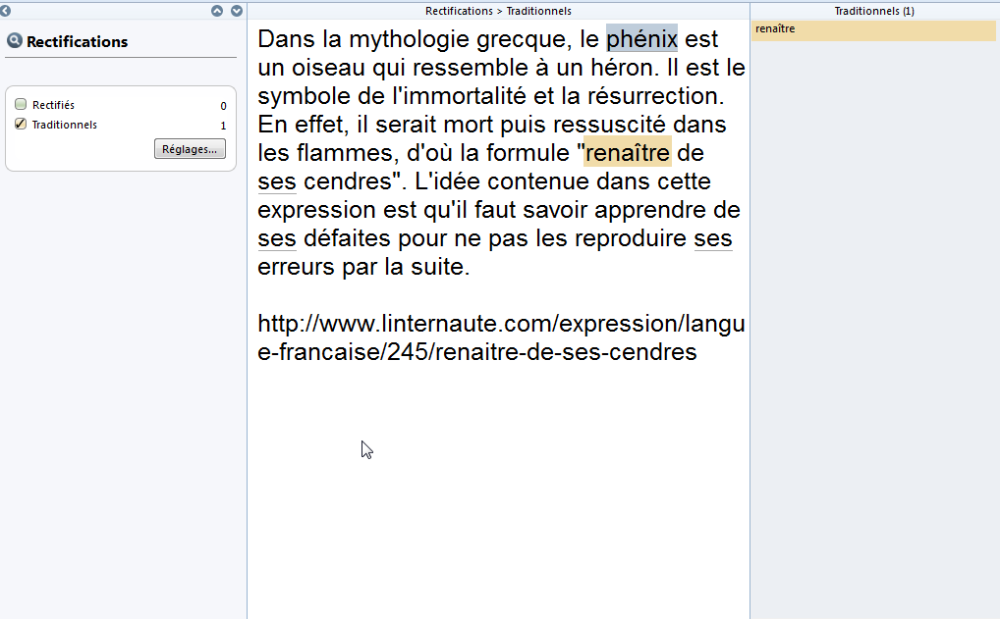 Rectifications
Rectifiés 0
Traditionnels 1
Réglages...
Rectifications > Traditionnels
Dans la mythologie grecque, le phénix est
un oiseau qui ressemble à un héron. Il est le
symbole de l'immortalité et la résurrection.
En effet, il serait mort puis ressuscité dans
les flammes, d'où la formule "renaître de
ses cendres". L'idée contenue dans cette
expression est qu'il faut savoir apprendre de
ses défaites pour ne pas les reproduire ses
erreurs par la suite.
http://www.linternaute.com/expression/langu
e-francaise/245/renaitre-de-ses-cendres
Traditionnels (1)
renaître